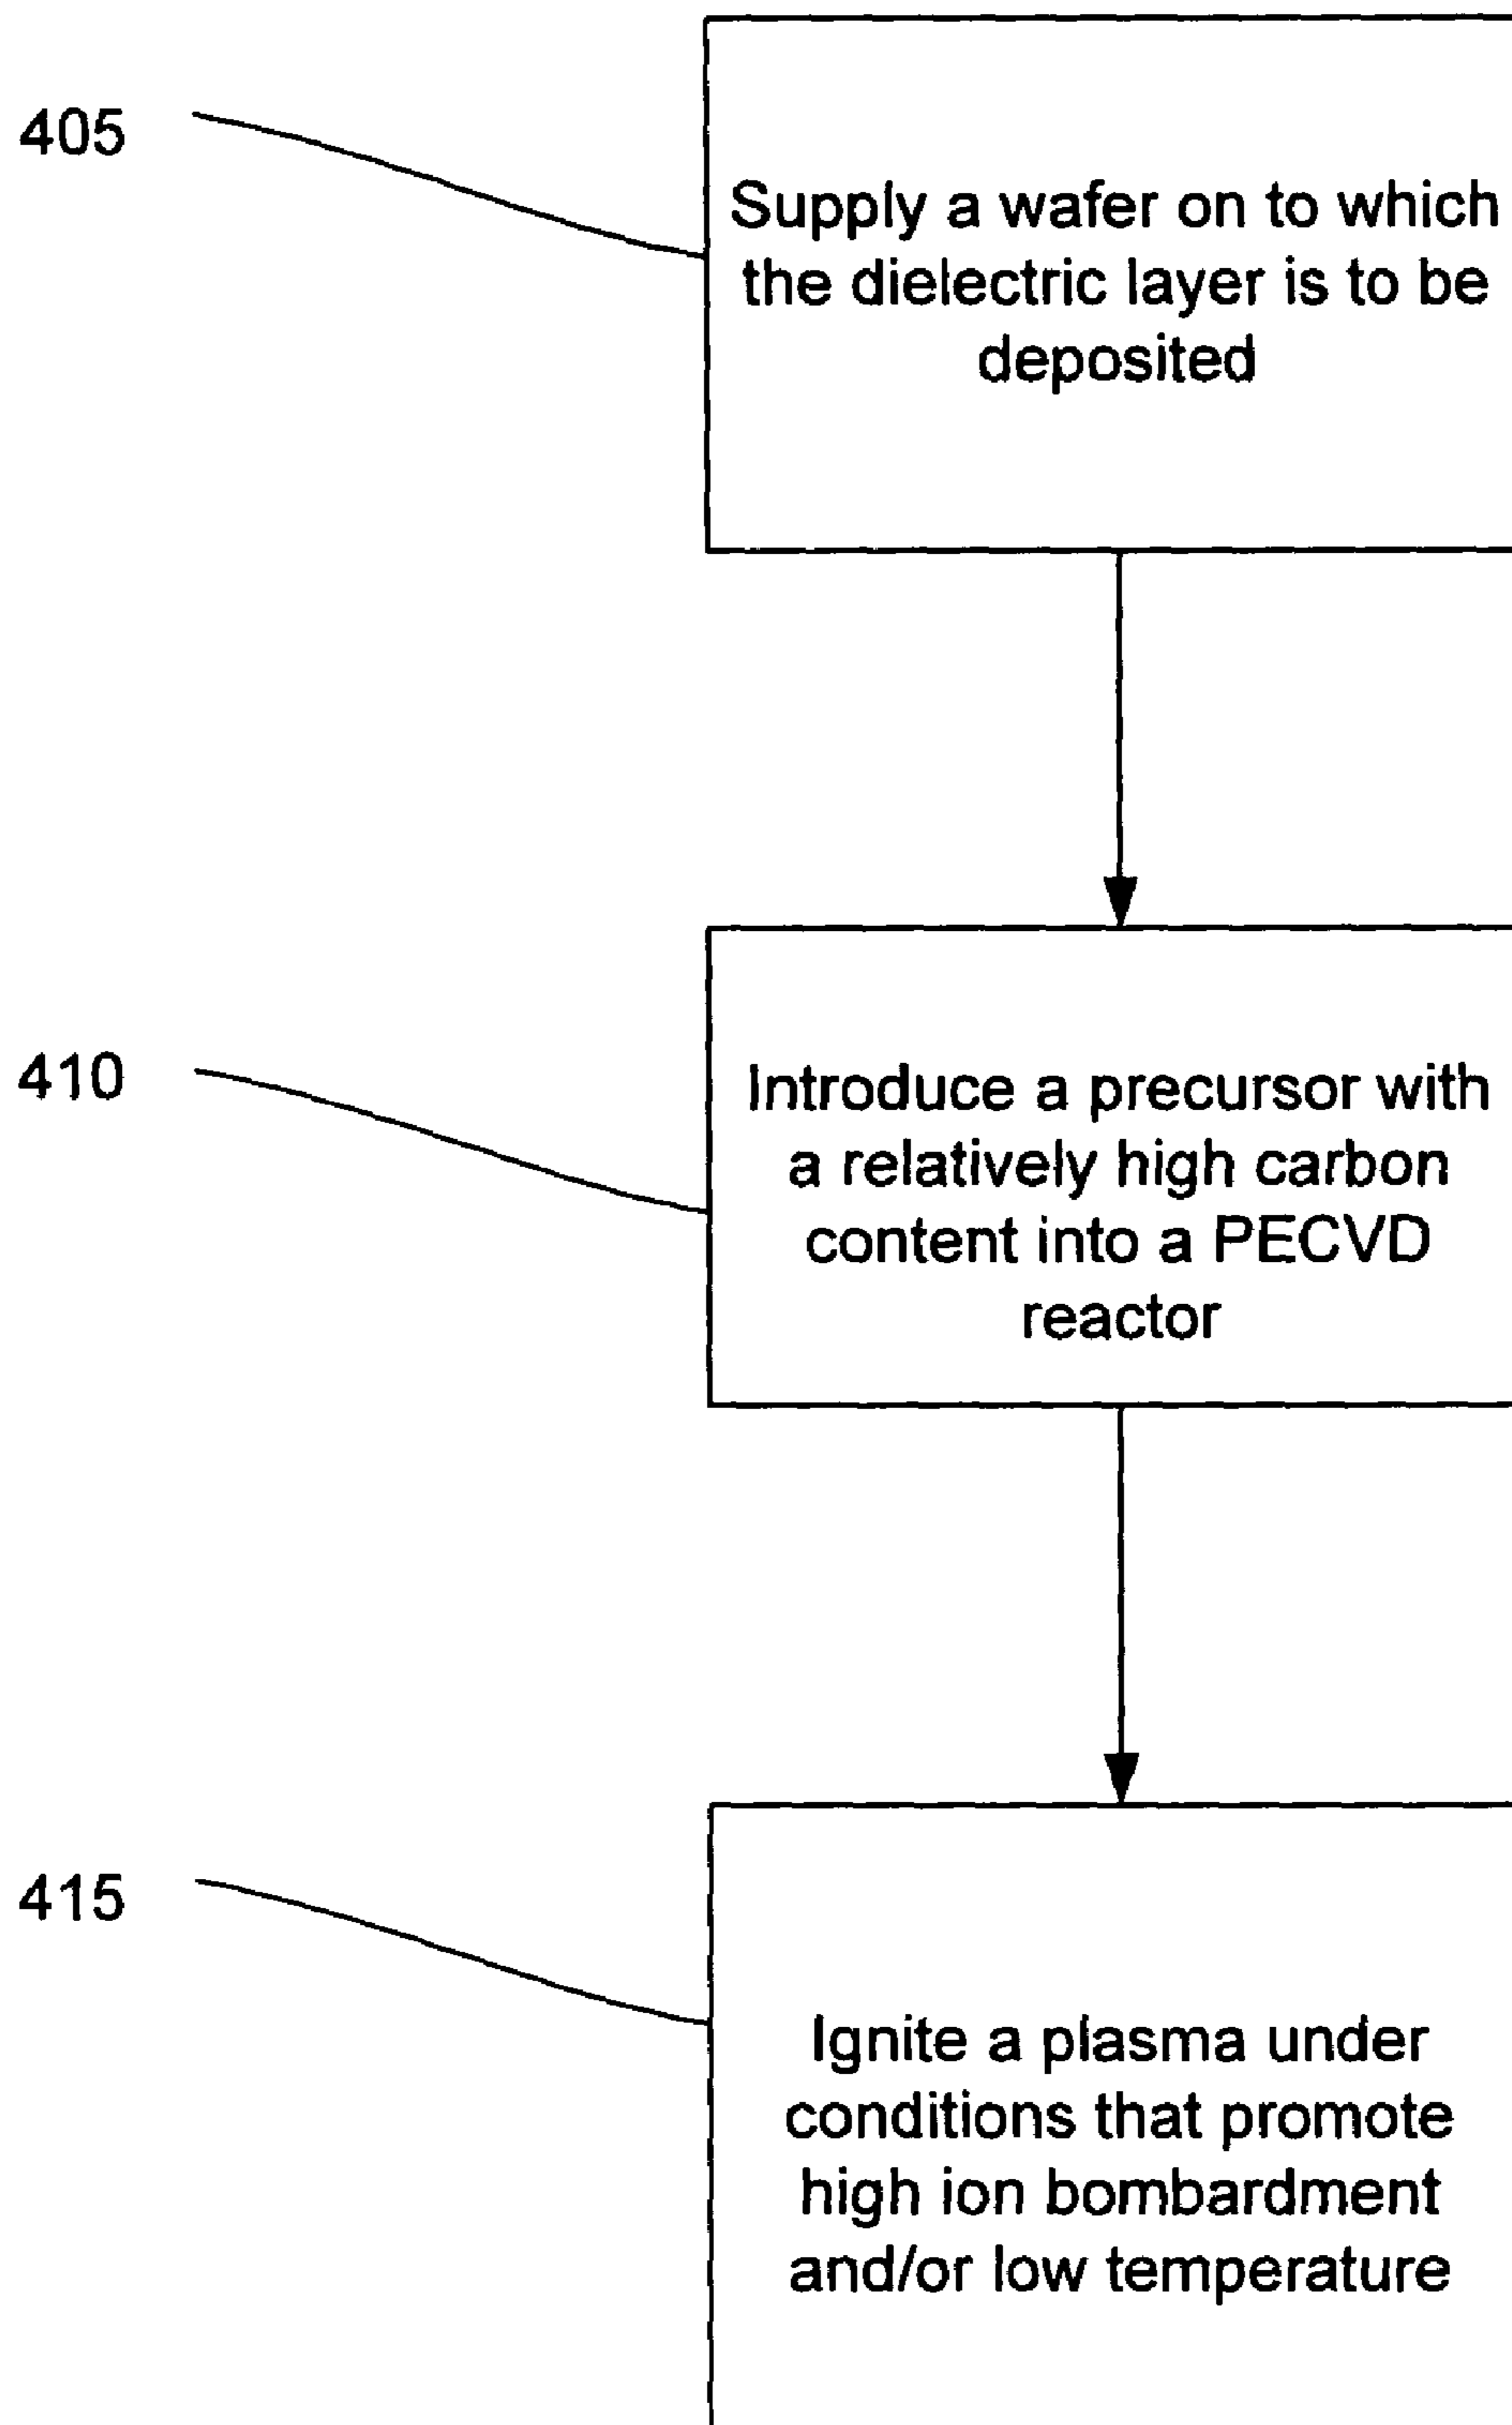 405
Supply a wafer on to which
the dielectric layer is to be
deposited
410
Introduce a precursor with
a relatively high carbon
content into a PECVD
reactor
415
Ignite a plasma under
conditions that promote
high ion bombardment
and/or low temperature